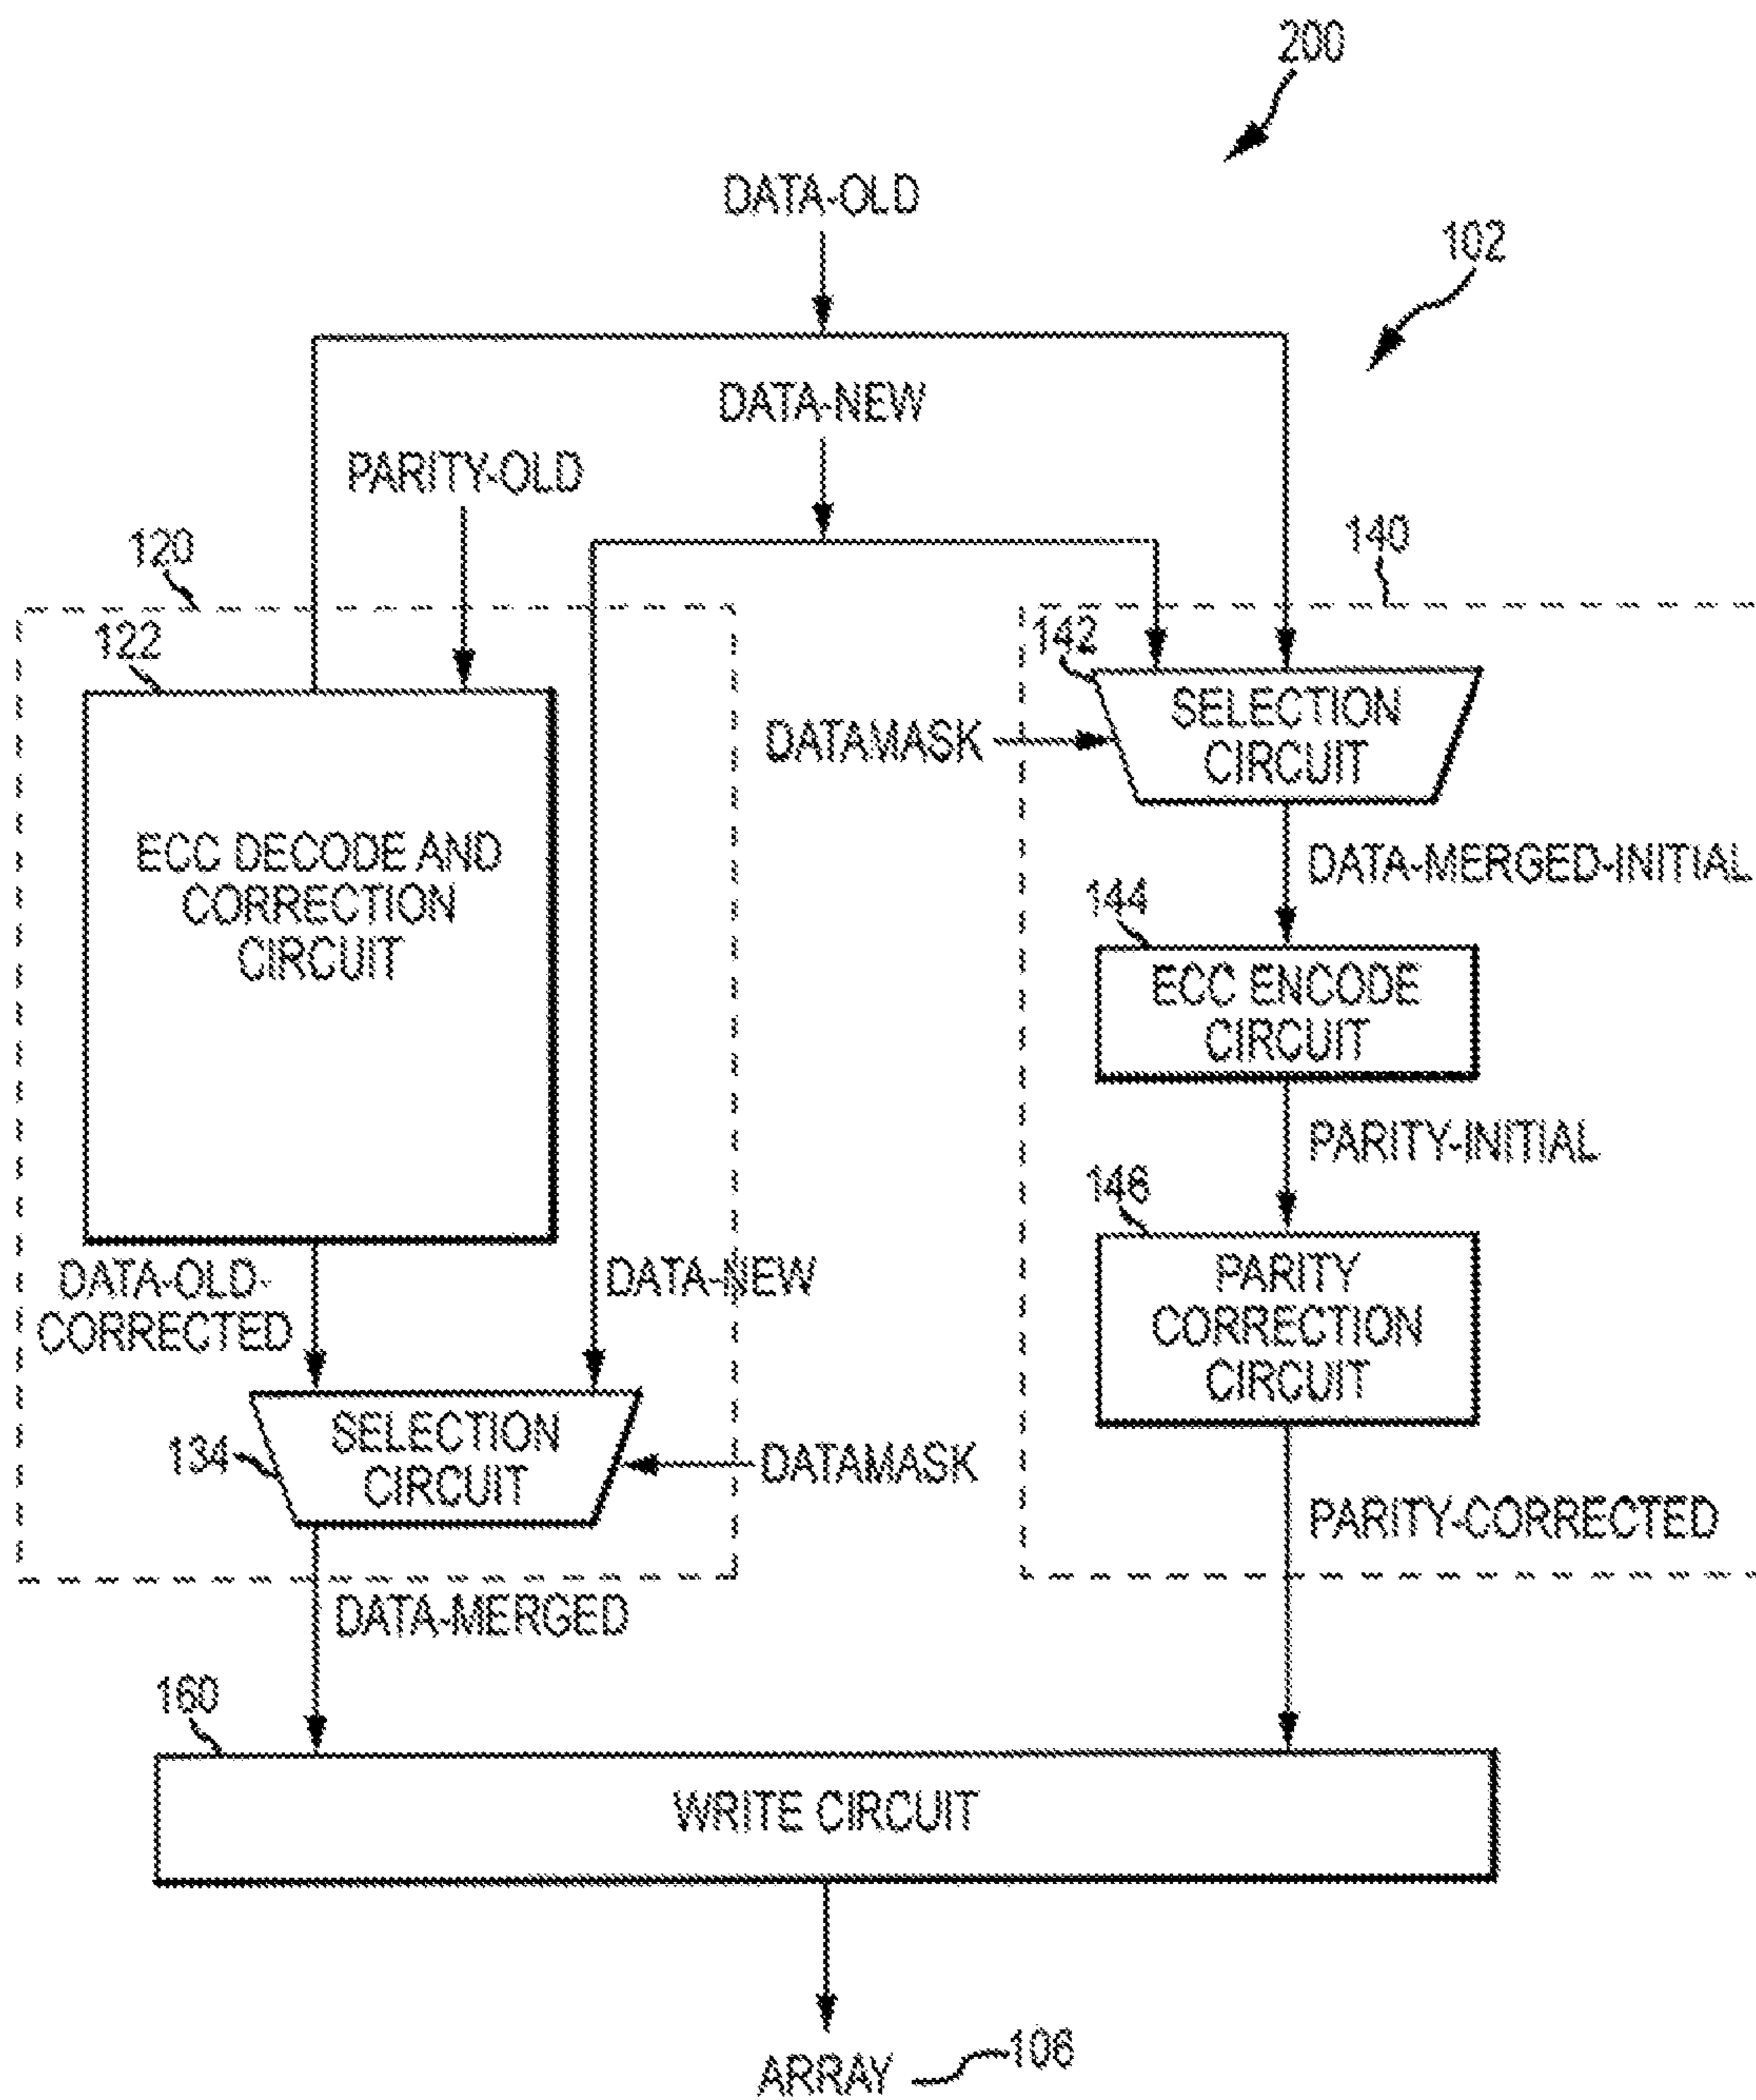 200
DATA-OLD
102
DATA-NEW
PARITY-OLD
120
140
122
142
SELECTION
CIRCUIT
DATAMASK
ECC DECODE AND
CORRECTION
CIRCUIT
DATA-MERGED-INITIAL
144
ECC ENCODE
CIRCUIT
PARITY-INITIAL
146
PARITY
CORRECTION
CIRCUIT
DATA-OLD-
CORRECTED
DATA-NEW
SELECTION
CIRCUIT
134
DATAMASK
PARITY-CORRECTED
DATA-MERGED
160
WRITE CIRCUIT
ARRAY
106